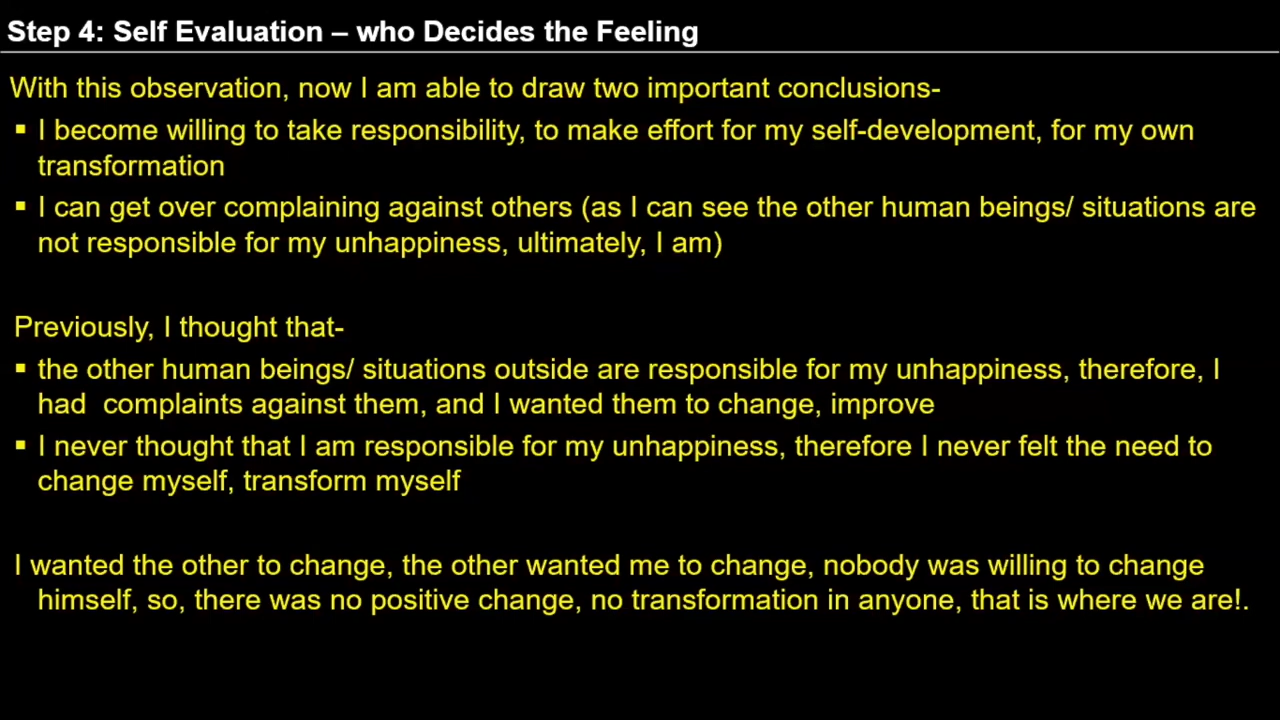 Step 4: Self Evaluation – who Decides the Feeling
With this observation, now I am able to draw two important conclusions-
▪ I become willing to take responsibility, to make effort for my self-development, for my own
transformation
▪ I can get over complaining against others (as I can see the other human beings/ situations are
not responsible for my unhappiness, ultimately, I am)
Previously, I thought that-
▪ the other human beings/ situations outside are responsible for my unhappiness, therefore, I
had  complaints against them, and I wanted them to change, improve
▪ I never thought that I am responsible for my unhappiness, therefore I never felt the need to
change myself, transform myself
I wanted the other to change, the other wanted me to change, nobody was willing to change
himself, so, there was no positive change, no transformation in anyone, that is where we are!.